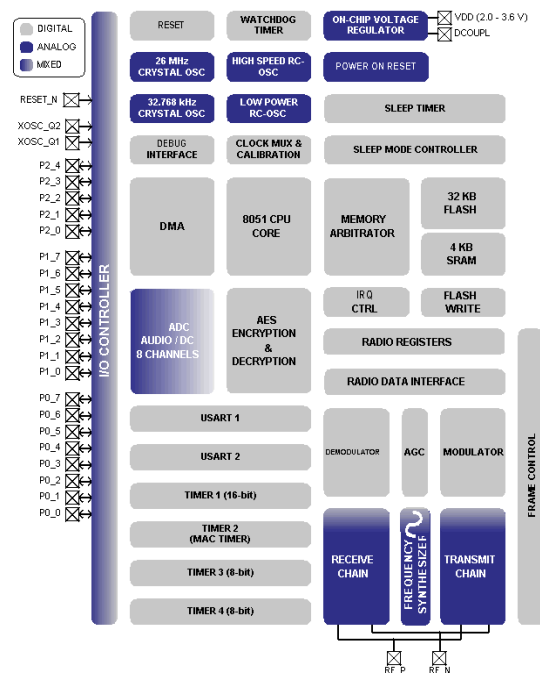 DIGITAL
ANALOG
MIXED
RESET
WATCHDOG
TIMER
ON-CHIP VOLTAGE
REGULATOR
VDD (2.0 - 3.6 V)
DCOUPL
26 MHz
CRYSTAL OSC
HIGH SPEED RC-
OSC
POWER ON RESET
32.768 kHz
CRYSTAL OSC
LOW POWER
RC-OSC
SLEEP TIMER
DEBUG
INTERFACE
CLOCK MUX &
CALIBRATION
SLEEP MODE CONTROLLER
RESET_N
XOSC_Q2
XOSC_Q1
P2_4
P2_3
P2_2
P2_1
P2_0
P1_7
P1_6
P1_5
P1_4
P1_3
P1_2
P1_1
P1_0
P0_7
P0_6
P0_5
P0_4
P0_3
P0_2
P0_1
P0_0
I/O CONTROLLER
DMA
8051 CPU
CORE
MEMORY
ARBITRATOR
32 KB
FLASH
4 KB
SRAM
ADC
AUDIO / DC
8 CHANNELS
AES
ENCRYPTION
&
DECRYPTION
IRQ
CTRL
FLASH
WRITE
RADIO REGISTERS
RADIO DATA INTERFACE
USART 1
USART 2
TIMER 1 (16-bit)
TIMER 2
(MAC TIMER)
TIMER 3 (8-bit)
TIMER 4 (8-bit)
DEMODULATOR
AGC
MODULATOR
RECEIVE
CHAIN
FREQUENCY
SYNTHESIZER
TRANSMIT
CHAIN
FRAME CONTROL
RF_P
RF_N